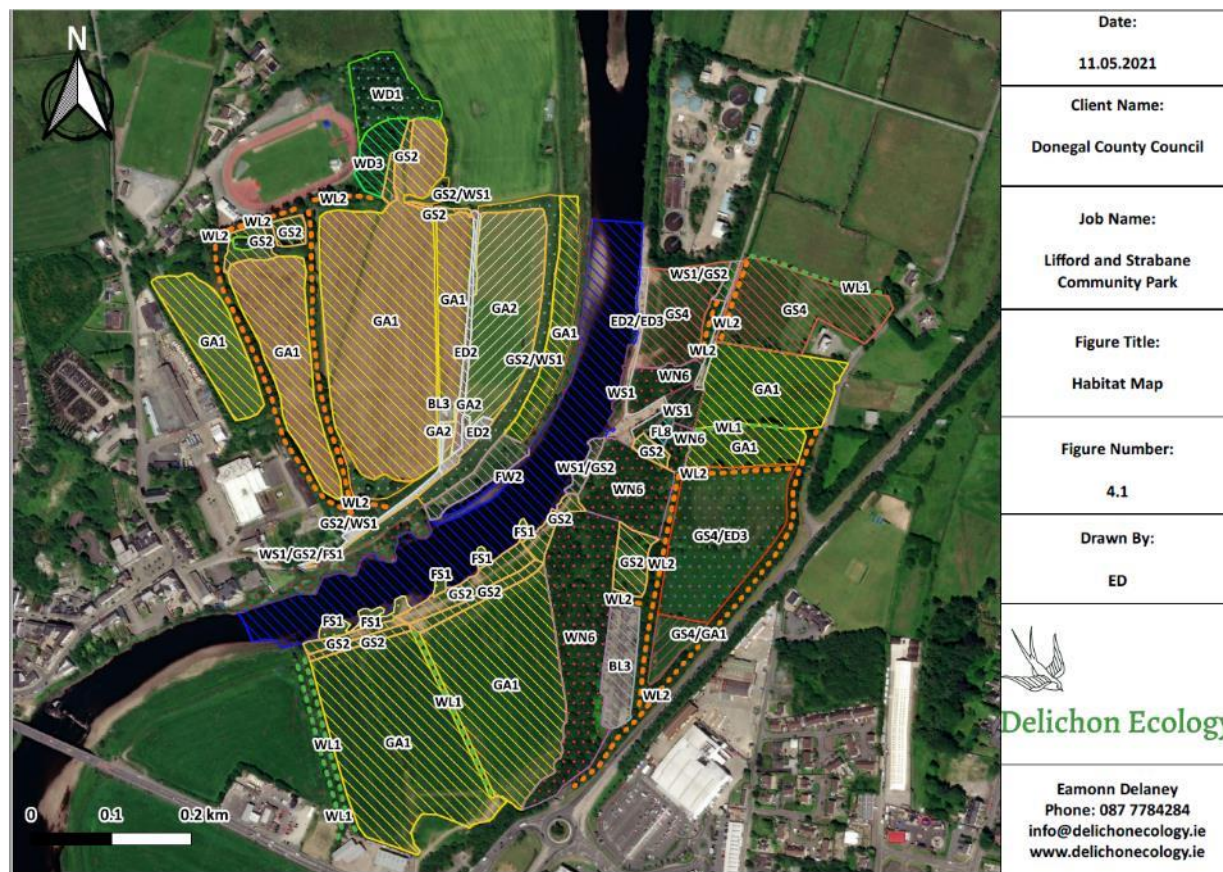 N
WD1
WD3
GS2
GS2/WS1
WL2
GS2
WL2
GS2
WL2
GS2
WS1/GS2
WL1
GS4
GA1
ED2/ED3
GS4
WL2
GA1
GA2
GA1
GA1
GA1
ED2
GS2/WS1
WL2
WS1
WN6
GA1
BL3
GA2
WS1
WL1
GA2
ED2
FL8
WN6
GA1
GS2
WS1/GS2
WL2
FW2
WN6
WL2
GS2/WS1
GS2
FS1
GS4/ED3
WS1/GS2/FS1
FS1
GS2
WL2
FS1
GS2
GS2
WL2
FS1
FS1
GS2
GS2
WN6
GS4/GA1
GA1
BL3
WL2
WL1
GA1
WL1
WL1
0 0.1 0.2 km
Date:
11.05.2021
Client Name:
Donegal County Council
Job Name:
Lifford and Strabane
Community Park
Figure Title:
Habitat Map
Figure Number:
4.1
Drawn By:
ED
Delichon Ecology
Eamonn Delaney
Phone: 087 7784284
info@delichonecology.ie
www.delichonecology.ie